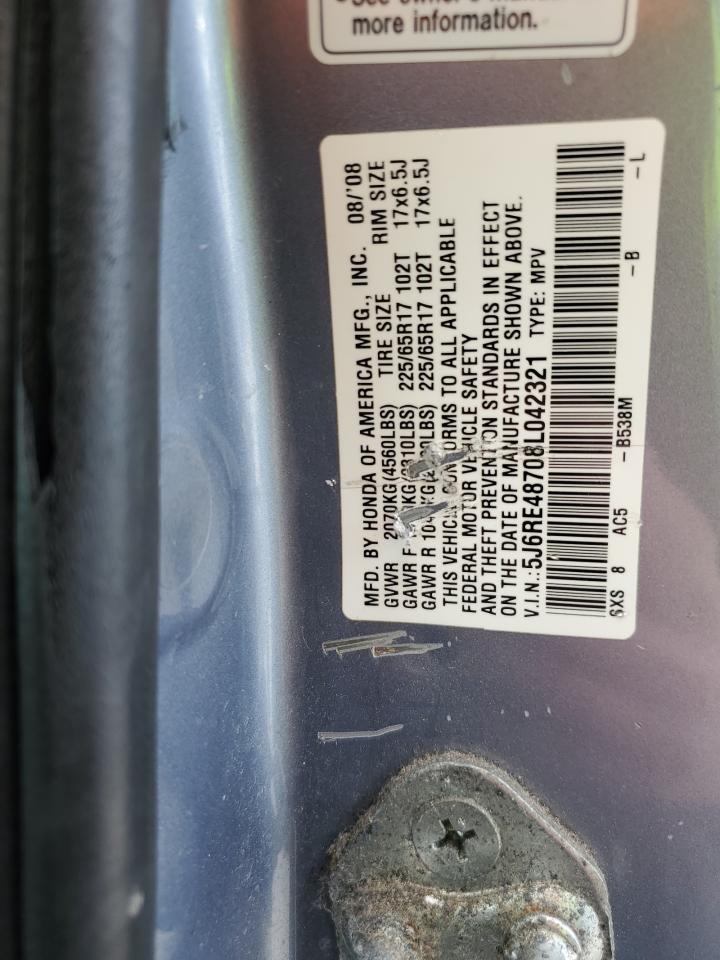 more information.
MFD. BY HONDA OF AMERICA MFG., INC. 08/'08
GVWR 2070KG(4560LBS) TIRE SIZE RIM SIZE
GAWR F 225/65R17 102T 17x6.5J
GAWR R 225/65R17 102T 17x6.5J
THIS VEHICLE CONFORMS TO ALL APPLICABLE
FEDERAL MOTOR VEHICLE SAFETY
AND THEFT PREVENTION STANDARDS IN EFFECT
ON THE DATE OF MANUFACTURE SHOWN ABOVE.
V.I.N.: 5J6RE48708L042321 TYPE: MPV
SXS 8 AC5 -B538M -B -L